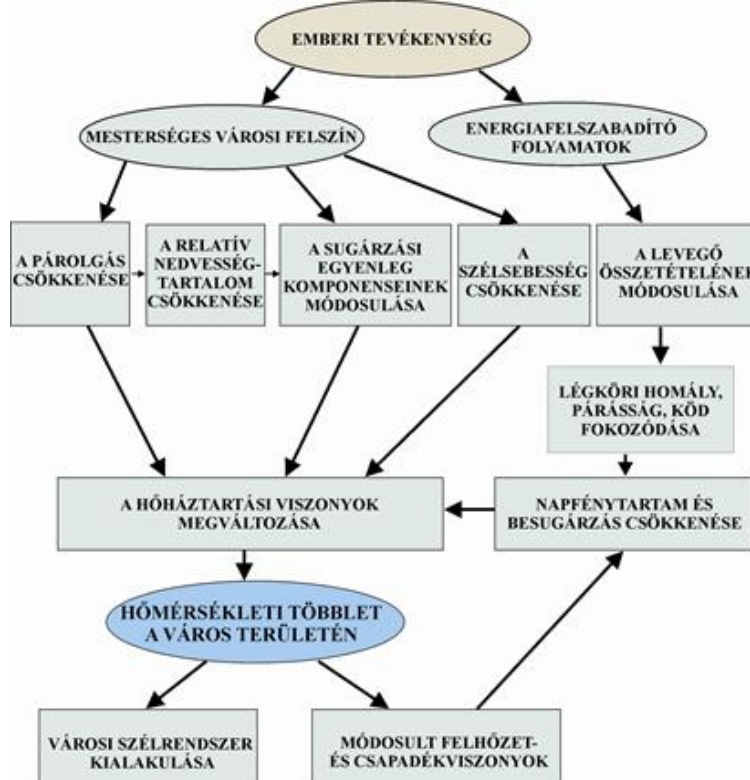 EMBERI TEVÉKENYSÉG
MESTERSÉGES VÁROSI FELSZÍN
ENERGIAFELSZABADÍTÓ
FOLYAMATOK
A PÁROLGÁS
CSÖKKENÉSE
A RELATÍV
NEDVESSÉG-
TARTALOM
CSÖKKENÉSE
A SUGÁRZÁSI
EGYENLEG
KOMPONENSEINEK
MÓDOSULÁSA
A
SZÉLSEBESSÉG
CSÖKKENÉSE
A LEVEGŐ
ÖSSZETÉTELÉNEK
MÓDOSULÁSA
LÉGKÖRI HOMÁLY,
PÁRÁSSÁG, KÖD
FOKOZÓDÁSA
A HŐHÁZTARTÁSI VISZONYOK
MEGVÁLTOZÁSA
NAPFÉNYTARTAM ÉS
BESUGÁRZÁS CSÖKKENÉSE
HŐMÉRSÉKLETI TÖBBLET
A VÁROS TERÜLETÉN
VÁROSI SZÉLRENDSZER
KIALAKULÁSA
MÓDOSULT FELHŐZET-
ÉS CSAPADÉKVISZONYOK